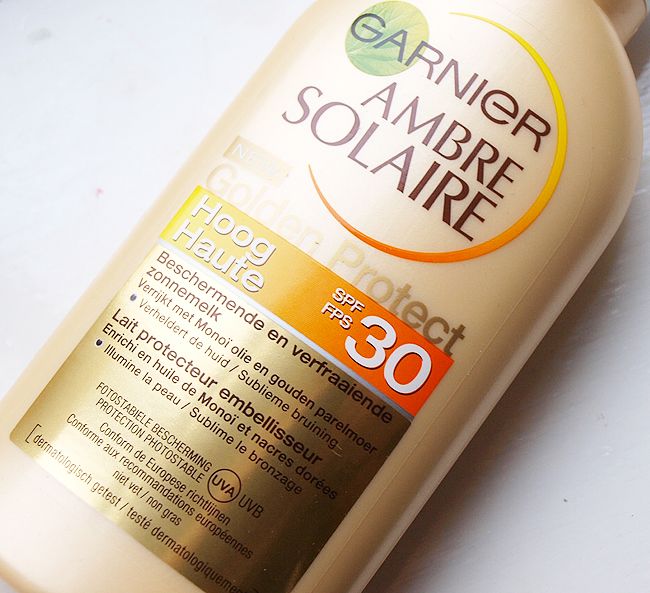 GARNIER
AMBRE
SOLAIRE
NEW
Golden Protect
Hoog
Haute
SPF
FPS
30
Beschermende en verfraaiende
zonnemelk
Verrijkt met Monoï olie en gouden parelmoer
• Verheldert de huid / Sublieme bruining
Lait protecteur embellisseur
Enrichi en huile de Monoï et nacres dorées
• Illumine la peau / Sublime le bronzage
FOTOSTABIELE BESCHERMING
PROTECTION PHOTOSTABLE
UVA UVB
Conform de Europese richtlijnen
Conforme aux recommandations européennes
niet vet / non gras
[dermatologisch getest / testé dermatologiquement